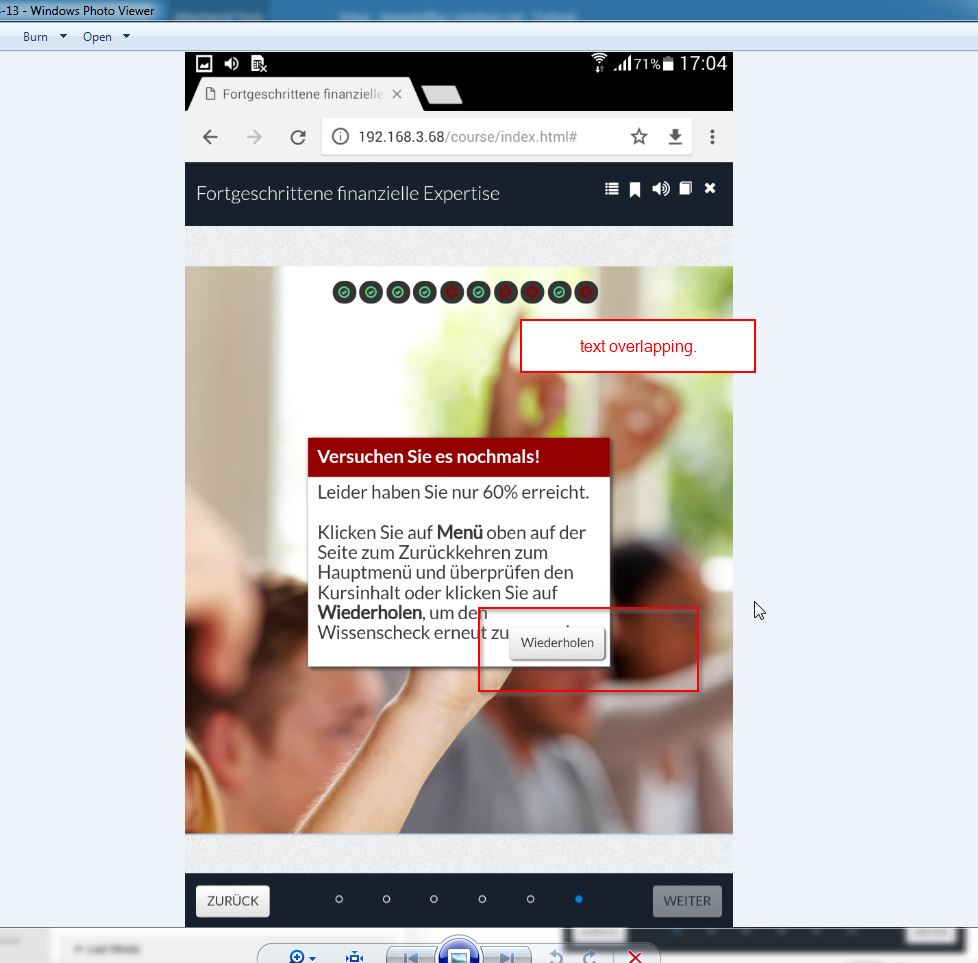 -13 - Windows Photo Viewer
Burn Open
71% 17:04
Fortgeschrittene finanzielle
192.168.3.68/course/index.html#
Fortgeschrittene finanzielle Expertise
text overlapping.
Versuchen Sie es nochmals!
Leider haben Sie nur 60% erreicht.
Klicken Sie auf Menü oben auf der
Seite zum Zurückkehren zum
Hauptmenü und überprüfen den
Kursinhalt oder klicken Sie auf
Wiederholen, um den
Wissenscheck erneut zu
Wiederholen
ZURÜCK WEITER
Last Week